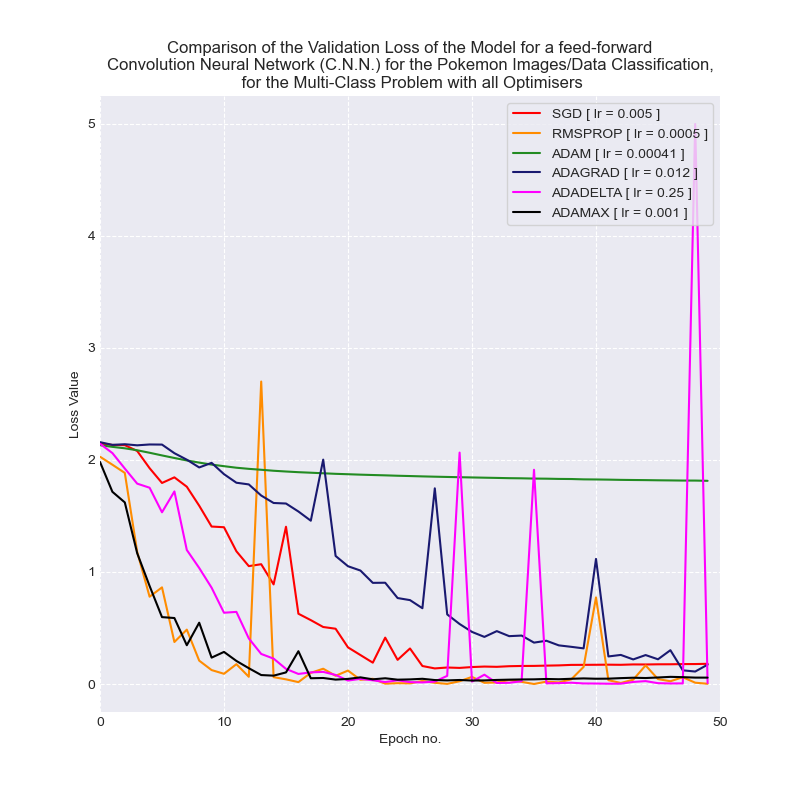 Comparison of the Validation Loss of the Model for a feed-forward
Convolution Neural Network (C.N.N.) for the Pokemon Images/Data Classification,
for the Multi-Class Problem with all Optimisers
SGD [ lr = 0.005 ]
RMSPROP [ lr = 0.0005 ]
ADAM [ lr = 0.00041 ]
ADAGRAD [ lr = 0.012 ]
ADADELTA [ lr = 0.25 ]
ADAMAX [ lr = 0.001 ]
5
4
3
2
1
0
Loss Value
0 10 20 30 40 50
Epoch no.